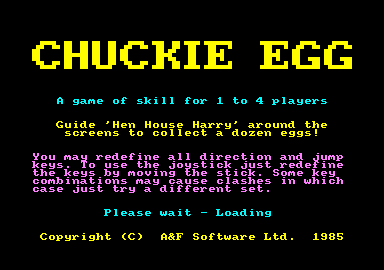 CHUCKIE EGG
A game of skill for 1 to 4 players
Guide 'Hen House Harry' around the
screens to collect a dozen eggs!
You may redefine all direction and jump
keys. To use the joystick just redefine
the keys by moving the stick. Some key
combinations may cause clashes in which
case just try a different set.
Please wait - Loading
Copyright (C) A&F Software Ltd. 1985